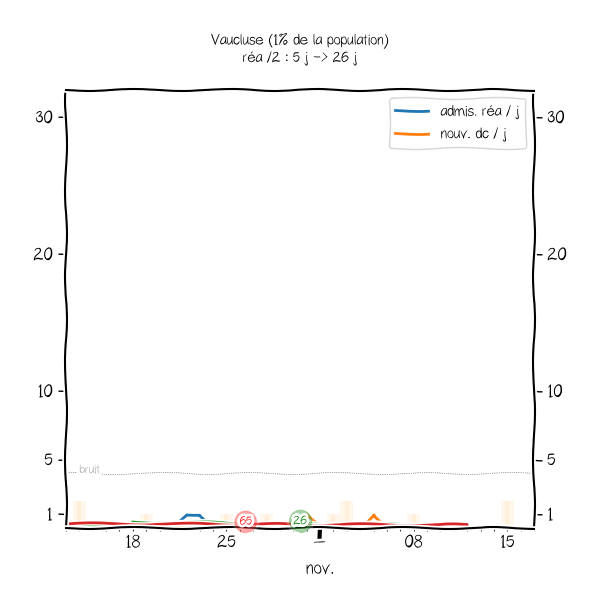 Vaucluse (1% de la population)
réa /2 : 5 j -> 26 j
admis. réa / j
nouv. dc / j
30 30
20 20
10 10
5 5
bruit
1 1
65 26
18 25 1 08 15
nov.